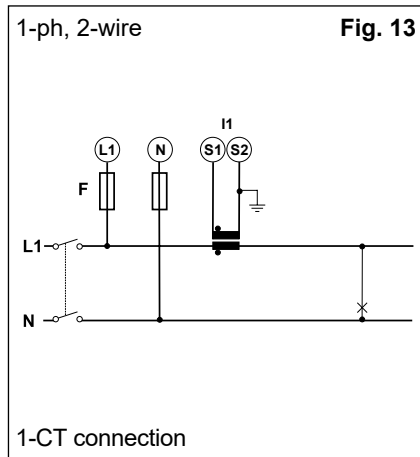 1-ph, 2-wire Fig. 13
I1
L1 N S1 S2
F
L1
N
1-CT connection